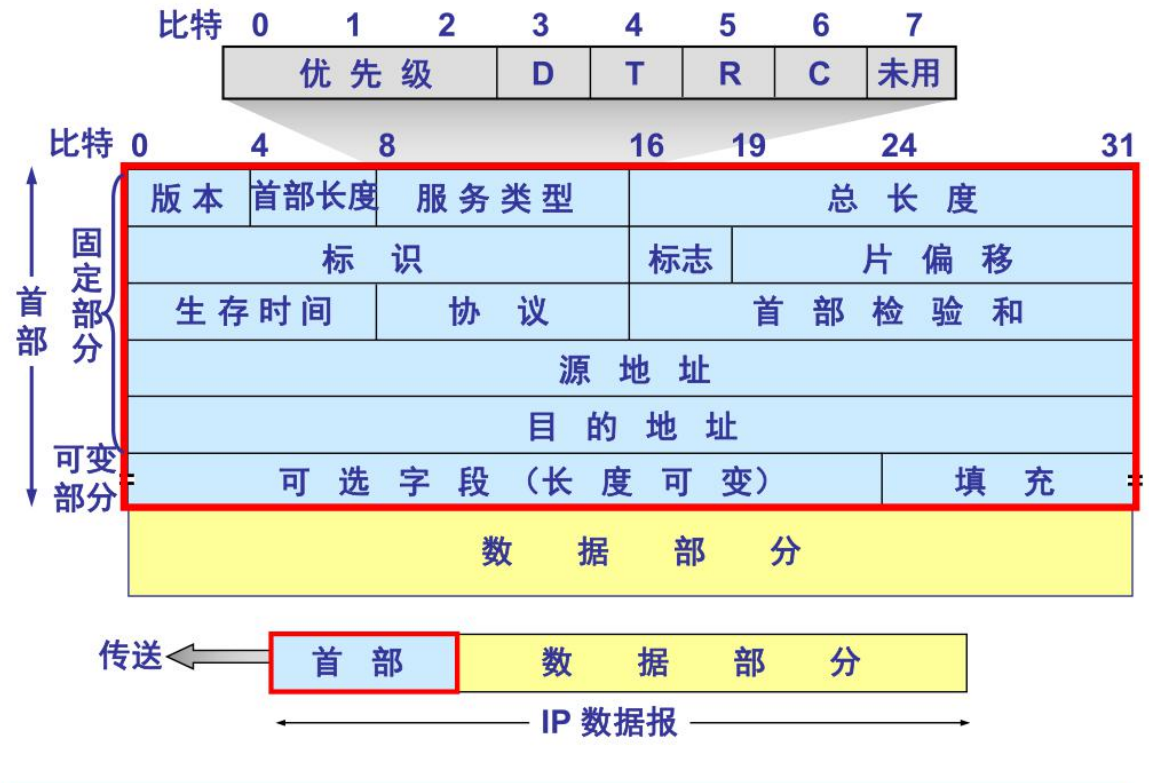 比特 0 1 2 3 4 5 6 7
优先级 D T R C 未用
比特 0 4 8 16 19 24 31
版本 首部长度 服务类型 总长度
标识 标志 片偏移
生存时间 协议 首部检验和
源地址
目的地址
可选字段（长度可变） 填充
首部
固定部分
可变部分
数据部分
传送 首部 数据部分
IP 数据报